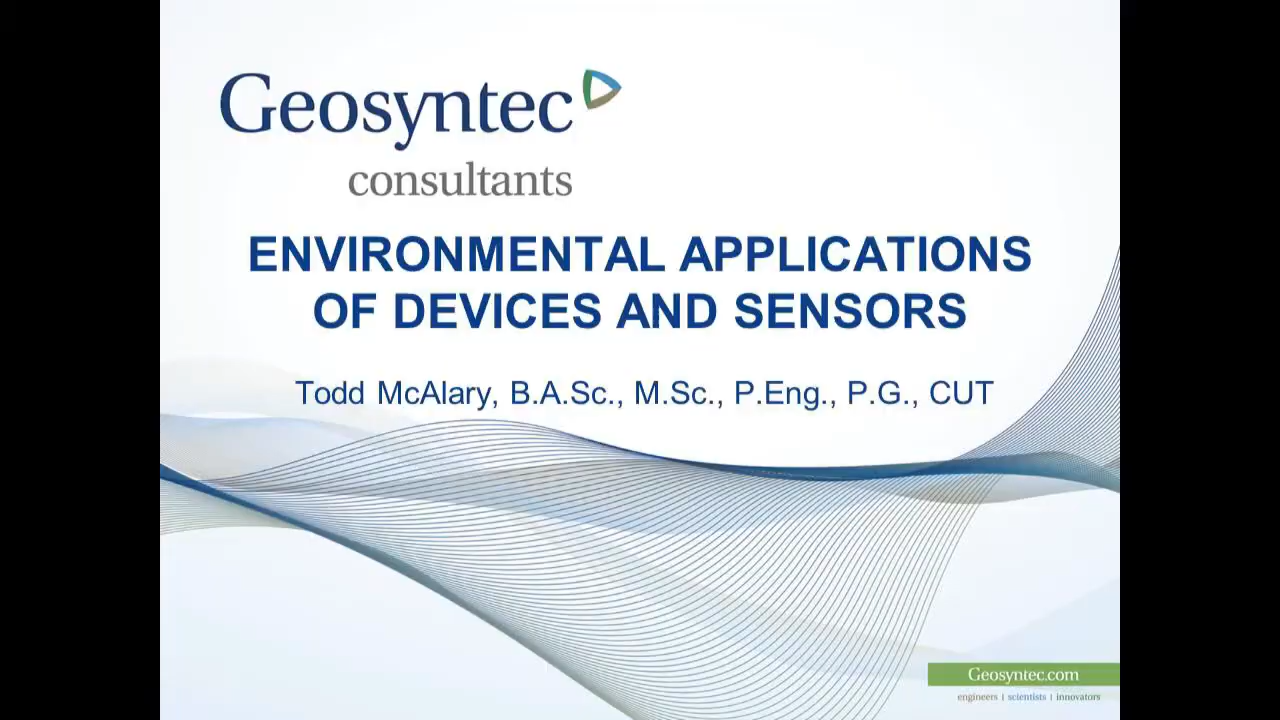 Geosyntec
consultants
ENVIRONMENTAL APPLICATIONS
OF DEVICES AND SENSORS
Todd McAlary, B.A.Sc., M.Sc., P.Eng., P.G., CUT
Geosyntec.com
engineers | scientists | innovators